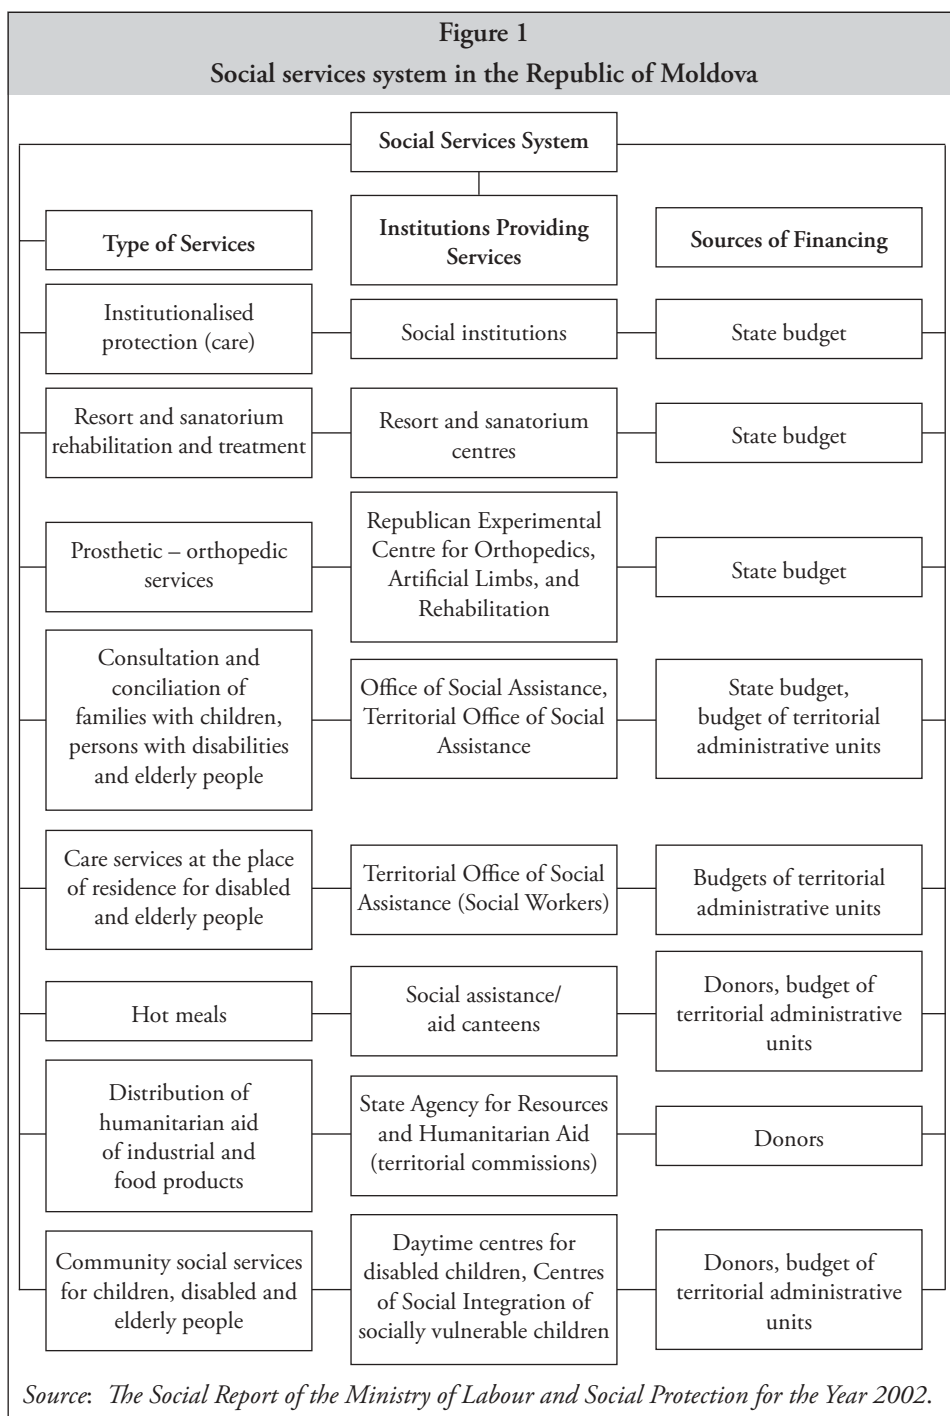 Figure 1
Social services system in the Republic of Moldova
Social Services System
Type of Services
Institutions Providing
Services
Sources of Financing
Institutionalised
protection (care)
Social institutions
State budget
Resort and sanatorium
rehabilitation and treatment
Resort and sanatorium
centres
State budget
Prosthetic – orthopedic
services
Republican Experimental
Centre for Orthopedics,
Artificial Limbs, and
Rehabilitation
State budget
Consultation and
conciliation of
families with children,
persons with disabilities
and elderly people
Office of Social Assistance,
Territorial Office of Social
Assistance
State budget,
budget of territorial
administrative units
Care services at the place
of residence for disabled
and elderly people
Territorial Office of Social
Assistance (Social Workers)
Budgets of territorial
administrative units
Hot meals
Social assistance/
aid canteens
Donors, budget of
territorial administrative
units
Distribution of
humanitarian aid
of industrial and
food products
State Agency for Resources
and Humanitarian Aid
(territorial commissions)
Donors
Community social services
for children, disabled and
elderly people
Daytime centres for
disabled children, Centres
of Social Integration of
socially vulnerable children
Donors, budget of
territorial administrative
units
Source: The Social Report of the Ministry of Labour and Social Protection for the Year 2002.